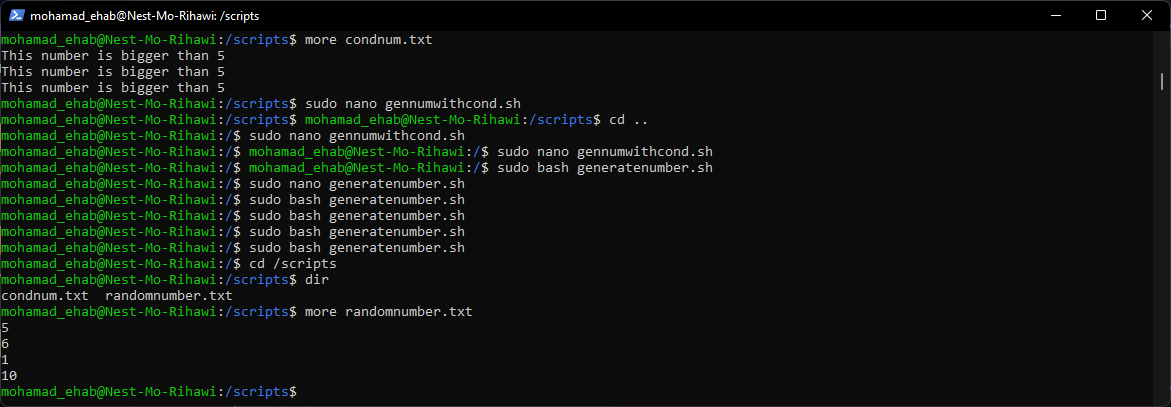 mohamad_ehab@Nest-Mo-Rihawi: /scripts
mohamad_ehab@Nest-Mo-Rihawi:/scripts$ more condnum.txt
This number is bigger than 5
This number is bigger than 5
This number is bigger than 5
mohamad_ehab@Nest-Mo-Rihawi:/scripts$ sudo nano gennumwithcond.sh
mohamad_ehab@Nest-Mo-Rihawi:/scripts$ mohamad_ehab@Nest-Mo-Rihawi:/scripts$ cd ..
mohamad_ehab@Nest-Mo-Rihawi:/$ sudo nano gennumwithcond.sh
mohamad_ehab@Nest-Mo-Rihawi:/$ mohamad_ehab@Nest-Mo-Rihawi:/$ sudo nano gennumwithcond.sh
mohamad_ehab@Nest-Mo-Rihawi:/$ mohamad_ehab@Nest-Mo-Rihawi:/$ sudo bash generatenumber.sh
mohamad_ehab@Nest-Mo-Rihawi:/$ sudo nano generatenumber.sh
mohamad_ehab@Nest-Mo-Rihawi:/$ sudo bash generatenumber.sh
mohamad_ehab@Nest-Mo-Rihawi:/$ sudo bash generatenumber.sh
mohamad_ehab@Nest-Mo-Rihawi:/$ sudo bash generatenumber.sh
mohamad_ehab@Nest-Mo-Rihawi:/$ sudo bash generatenumber.sh
mohamad_ehab@Nest-Mo-Rihawi:/$ cd /scripts
mohamad_ehab@Nest-Mo-Rihawi:/scripts$ dir
condnum.txt  randomnumber.txt
mohamad_ehab@Nest-Mo-Rihawi:/scripts$ more randomnumber.txt
5
6
1
10
mohamad_ehab@Nest-Mo-Rihawi:/scripts$